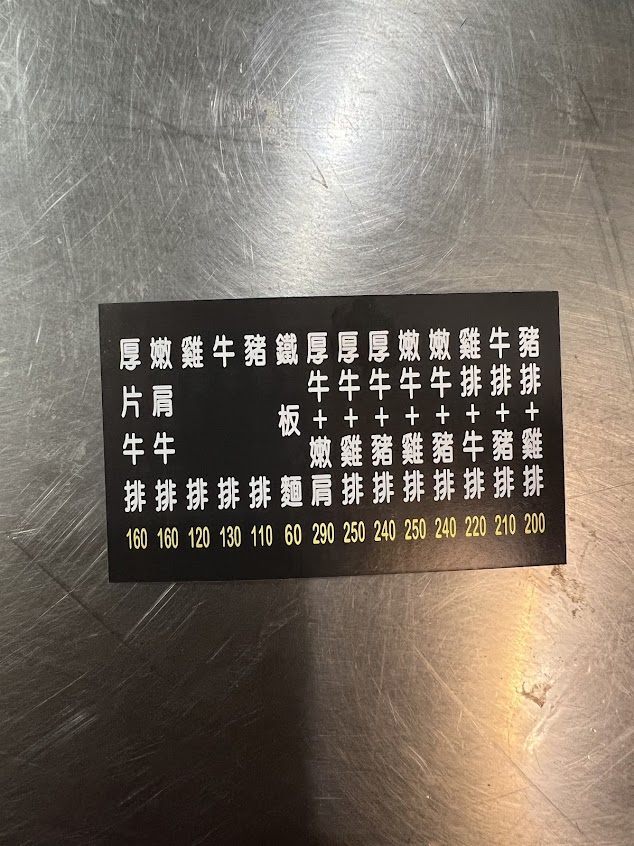 厚片牛排 160
嫩肩牛排 160
雞排 120
牛排 130
豬排 110
鐵板麵 60
厚牛+嫩肩 290
厚牛+雞排 250
厚牛+豬排 240
嫩牛+雞排 250
嫩牛+豬排 240
雞排+牛排 220
牛排+豬排 210
豬排+雞排 200